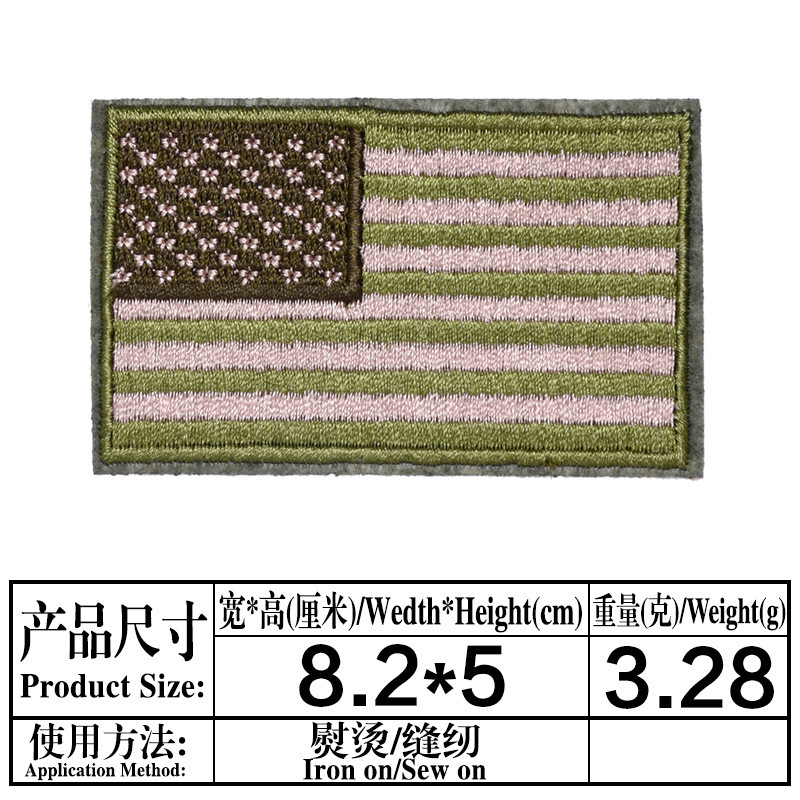 产品尺寸
Product Size:
宽*高(厘米)/Wedth*Height(cm)
重量(克)/Weight(g)
8.2*5
3.28
使用方法:
Application Method:
熨烫/缝纫
Iron on/Sew on